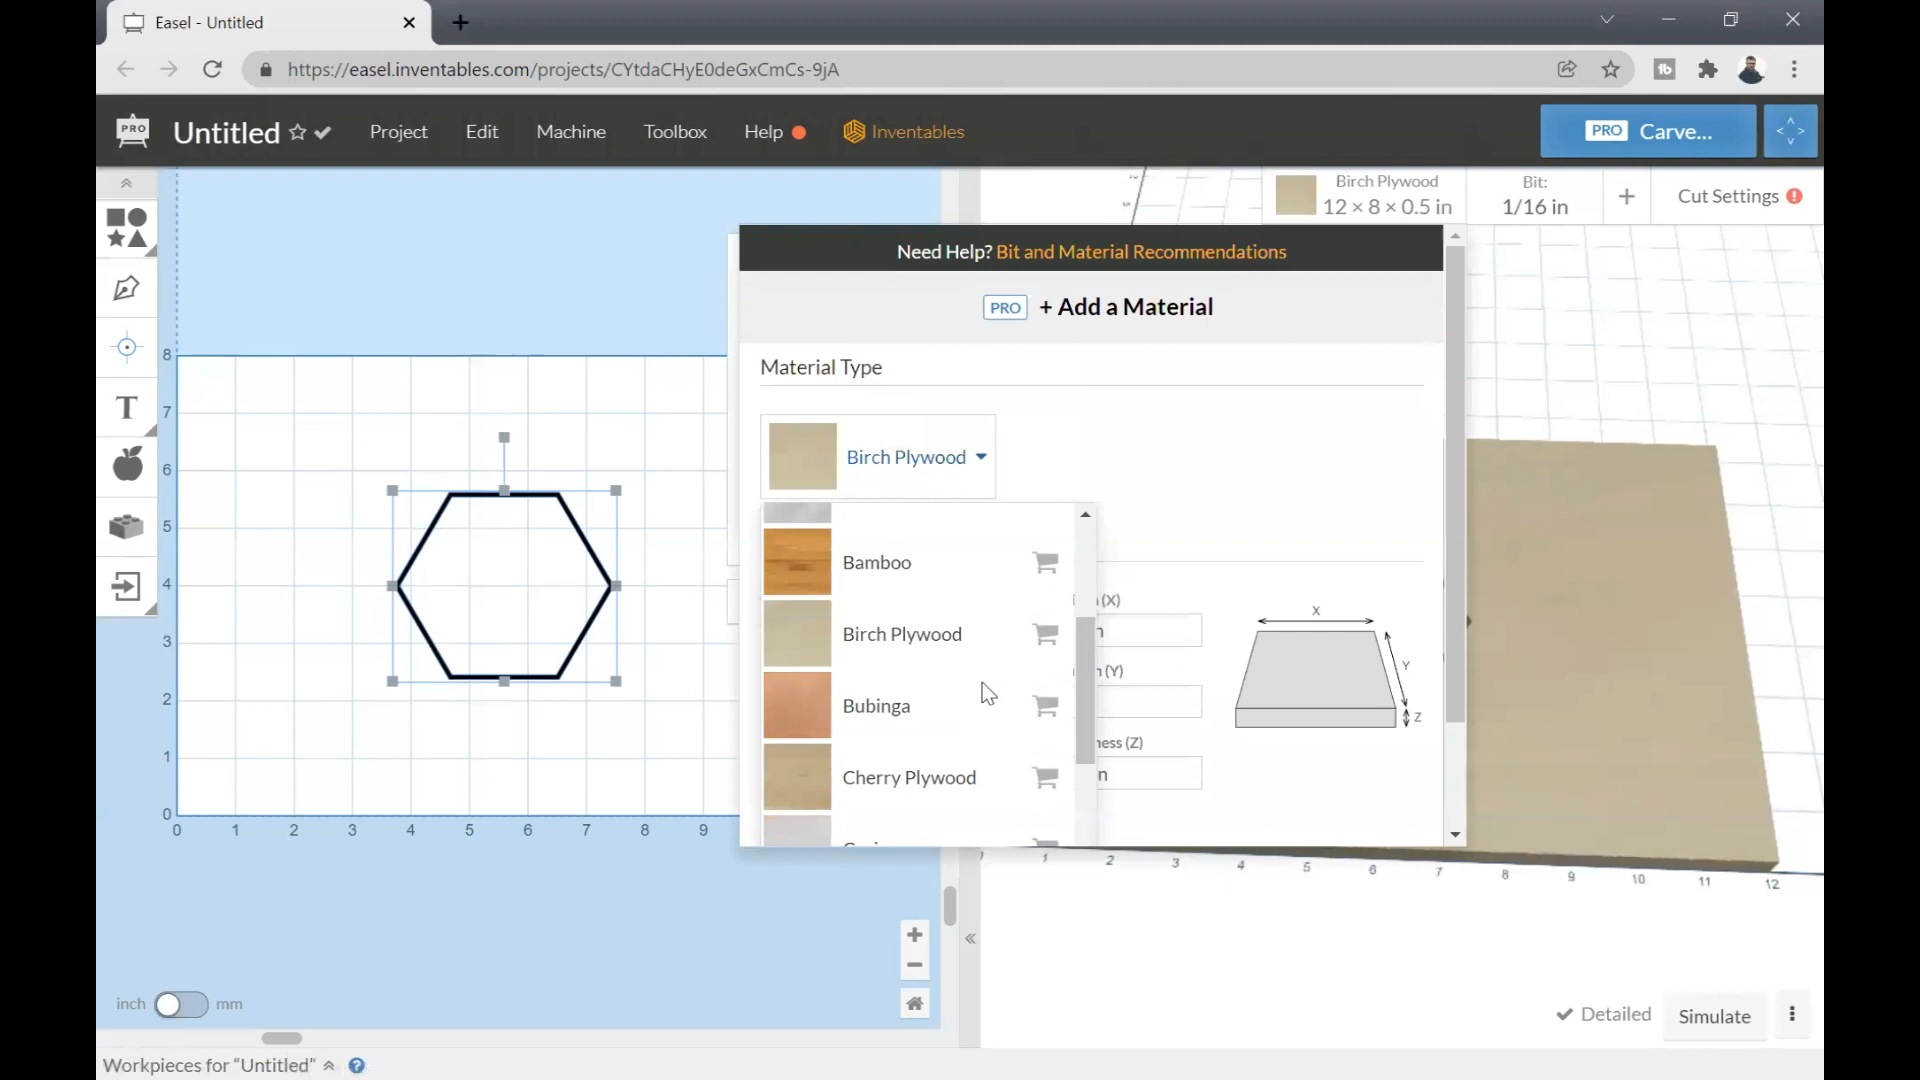 Easel - Untitled
https://easel.inventables.com/projects/CYtdaCHyE0deGxCmCs-9jA
PRO
Untitled
Project
Edit
Machine
Toolbox
Help
Inventables
PRO Carve...
Birch Plywood
12 × 8 × 0.5 in
Bit:
1/16 in
Cut Settings
Need Help? Bit and Material Recommendations
PRO + Add a Material
Material Type
Birch Plywood
Bamboo
Birch Plywood
Bubinga
Cherry Plywood
(X)
(Y)
ness (Z)
X
Y
Z
T
8
7
6
5
4
3
2
1
0
0 1 2 3 4 5 6 7 8 9
1 2 3 4 5 6 7 8 9 10 11 12
inch
mm
Detailed
Simulate
Workpieces for “Untitled”